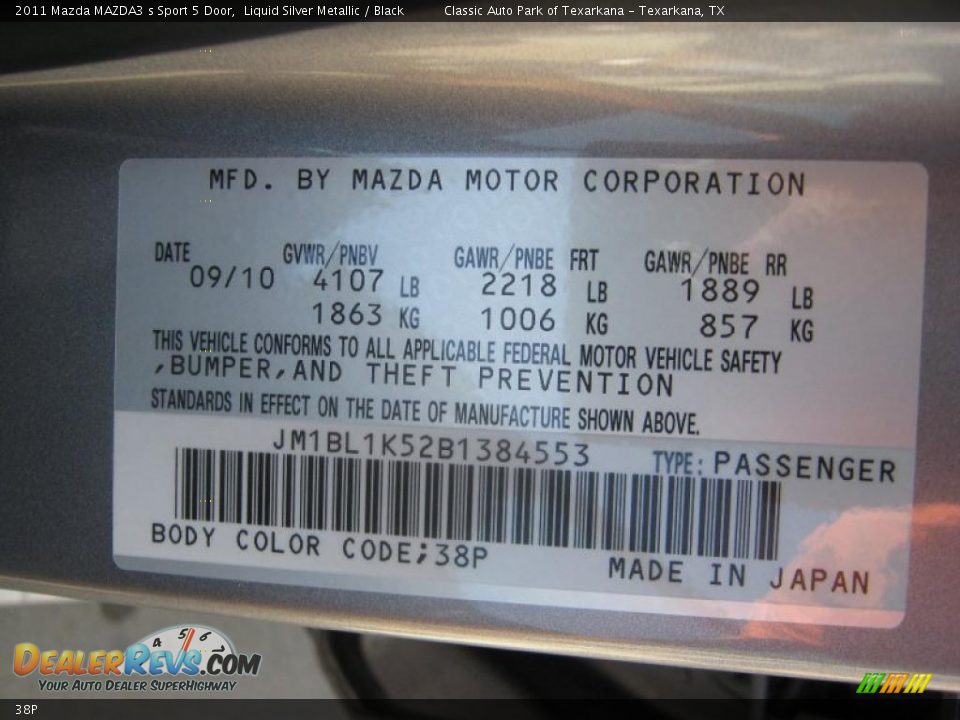 2011 Mazda MAZDA3 s Sport 5 Door, Liquid Silver Metallic / Black Classic Auto Park of Texarkana - Texarkana, TX
MFD. BY MAZDA MOTOR CORPORATION
DATE GVWR/PNBV GAWR/PNBE FRT GAWR/PNBE RR
09/10 4107 LB 2218 LB 1889 LB
1863 KG 1006 KG 857 KG
THIS VEHICLE CONFORMS TO ALL APPLICABLE FEDERAL MOTOR VEHICLE SAFETY
,BUMPER,AND THEFT PREVENTION
STANDARDS IN EFFECT ON THE DATE OF MANUFACTURE SHOWN ABOVE.
JM1BL1K52B1384553 TYPE: PASSENGER
BODY COLOR CODE;38P
MADE IN JAPAN
4 5 6
DEALERREVS.COM
YOUR AUTO DEALER SUPERHIGHWAY
38P